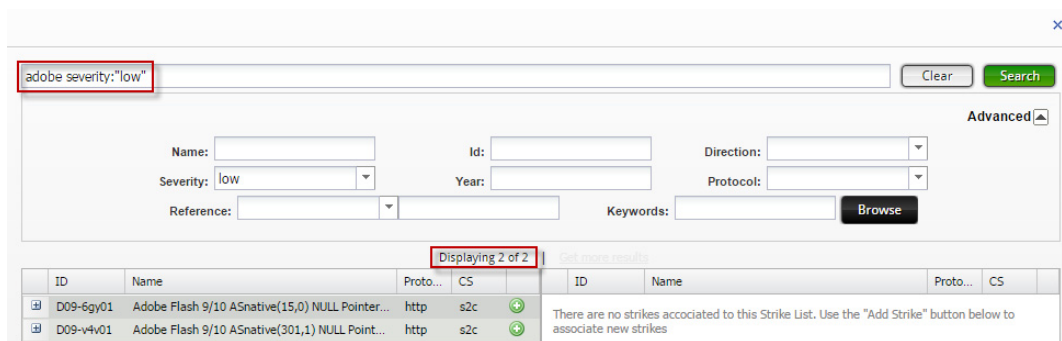 adobe severity:"low" Clear Search
Advanced
Name: Id: Direction:
Severity: low Year: Protocol:
Reference: Keywords: Browse
Displaying 2 of 2 | Get more results
ID Name Proto... CS ID Name Proto... CS
D09-6gy01 Adobe Flash 9/10 ASnative(15,0) NULL Pointer... http s2c
D09-v4v01 Adobe Flash 9/10 ASnative(301,1) NULL Point... http s2c
There are no strikes accociated to this Strike List. Use the "Add Strike" button below to
associate new strikes